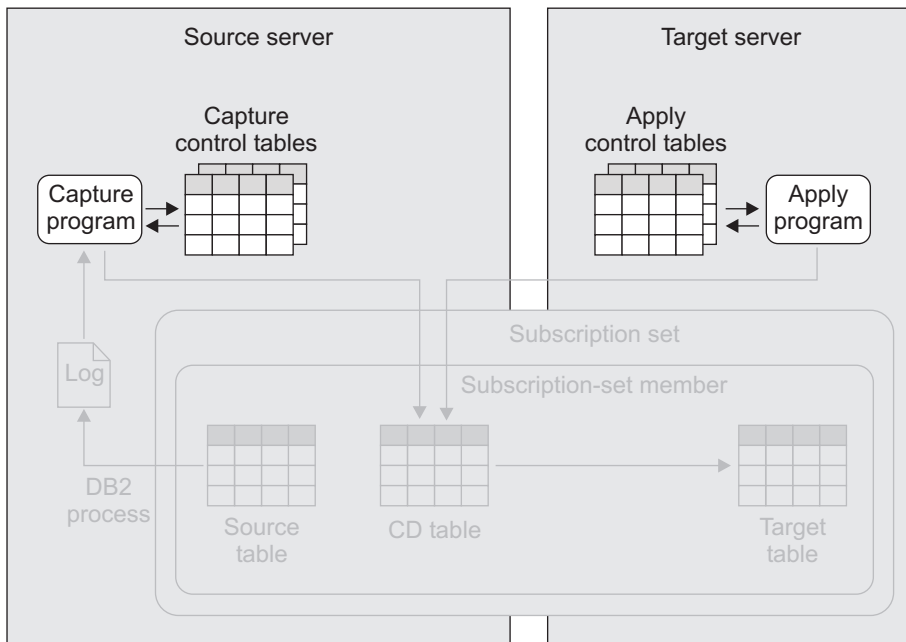 Source server
Target server
Capture
control tables
Apply
control tables
Capture
program
Apply
program
Subscription set
Log
Subscription-set member
DB2
process
Source
table
CD table
Target
table